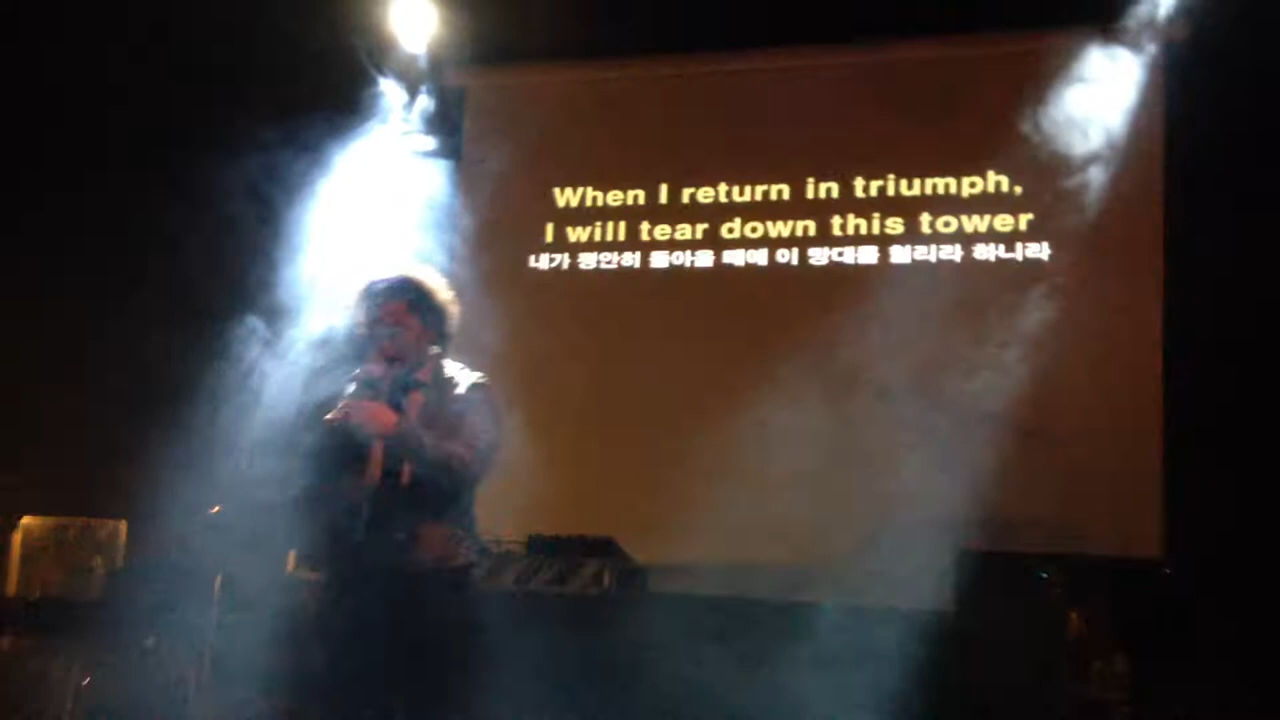 When I return in triumph,
I will tear down this tower
내가 평안히 돌아올 때에 이 망대를 헐리라 하니라